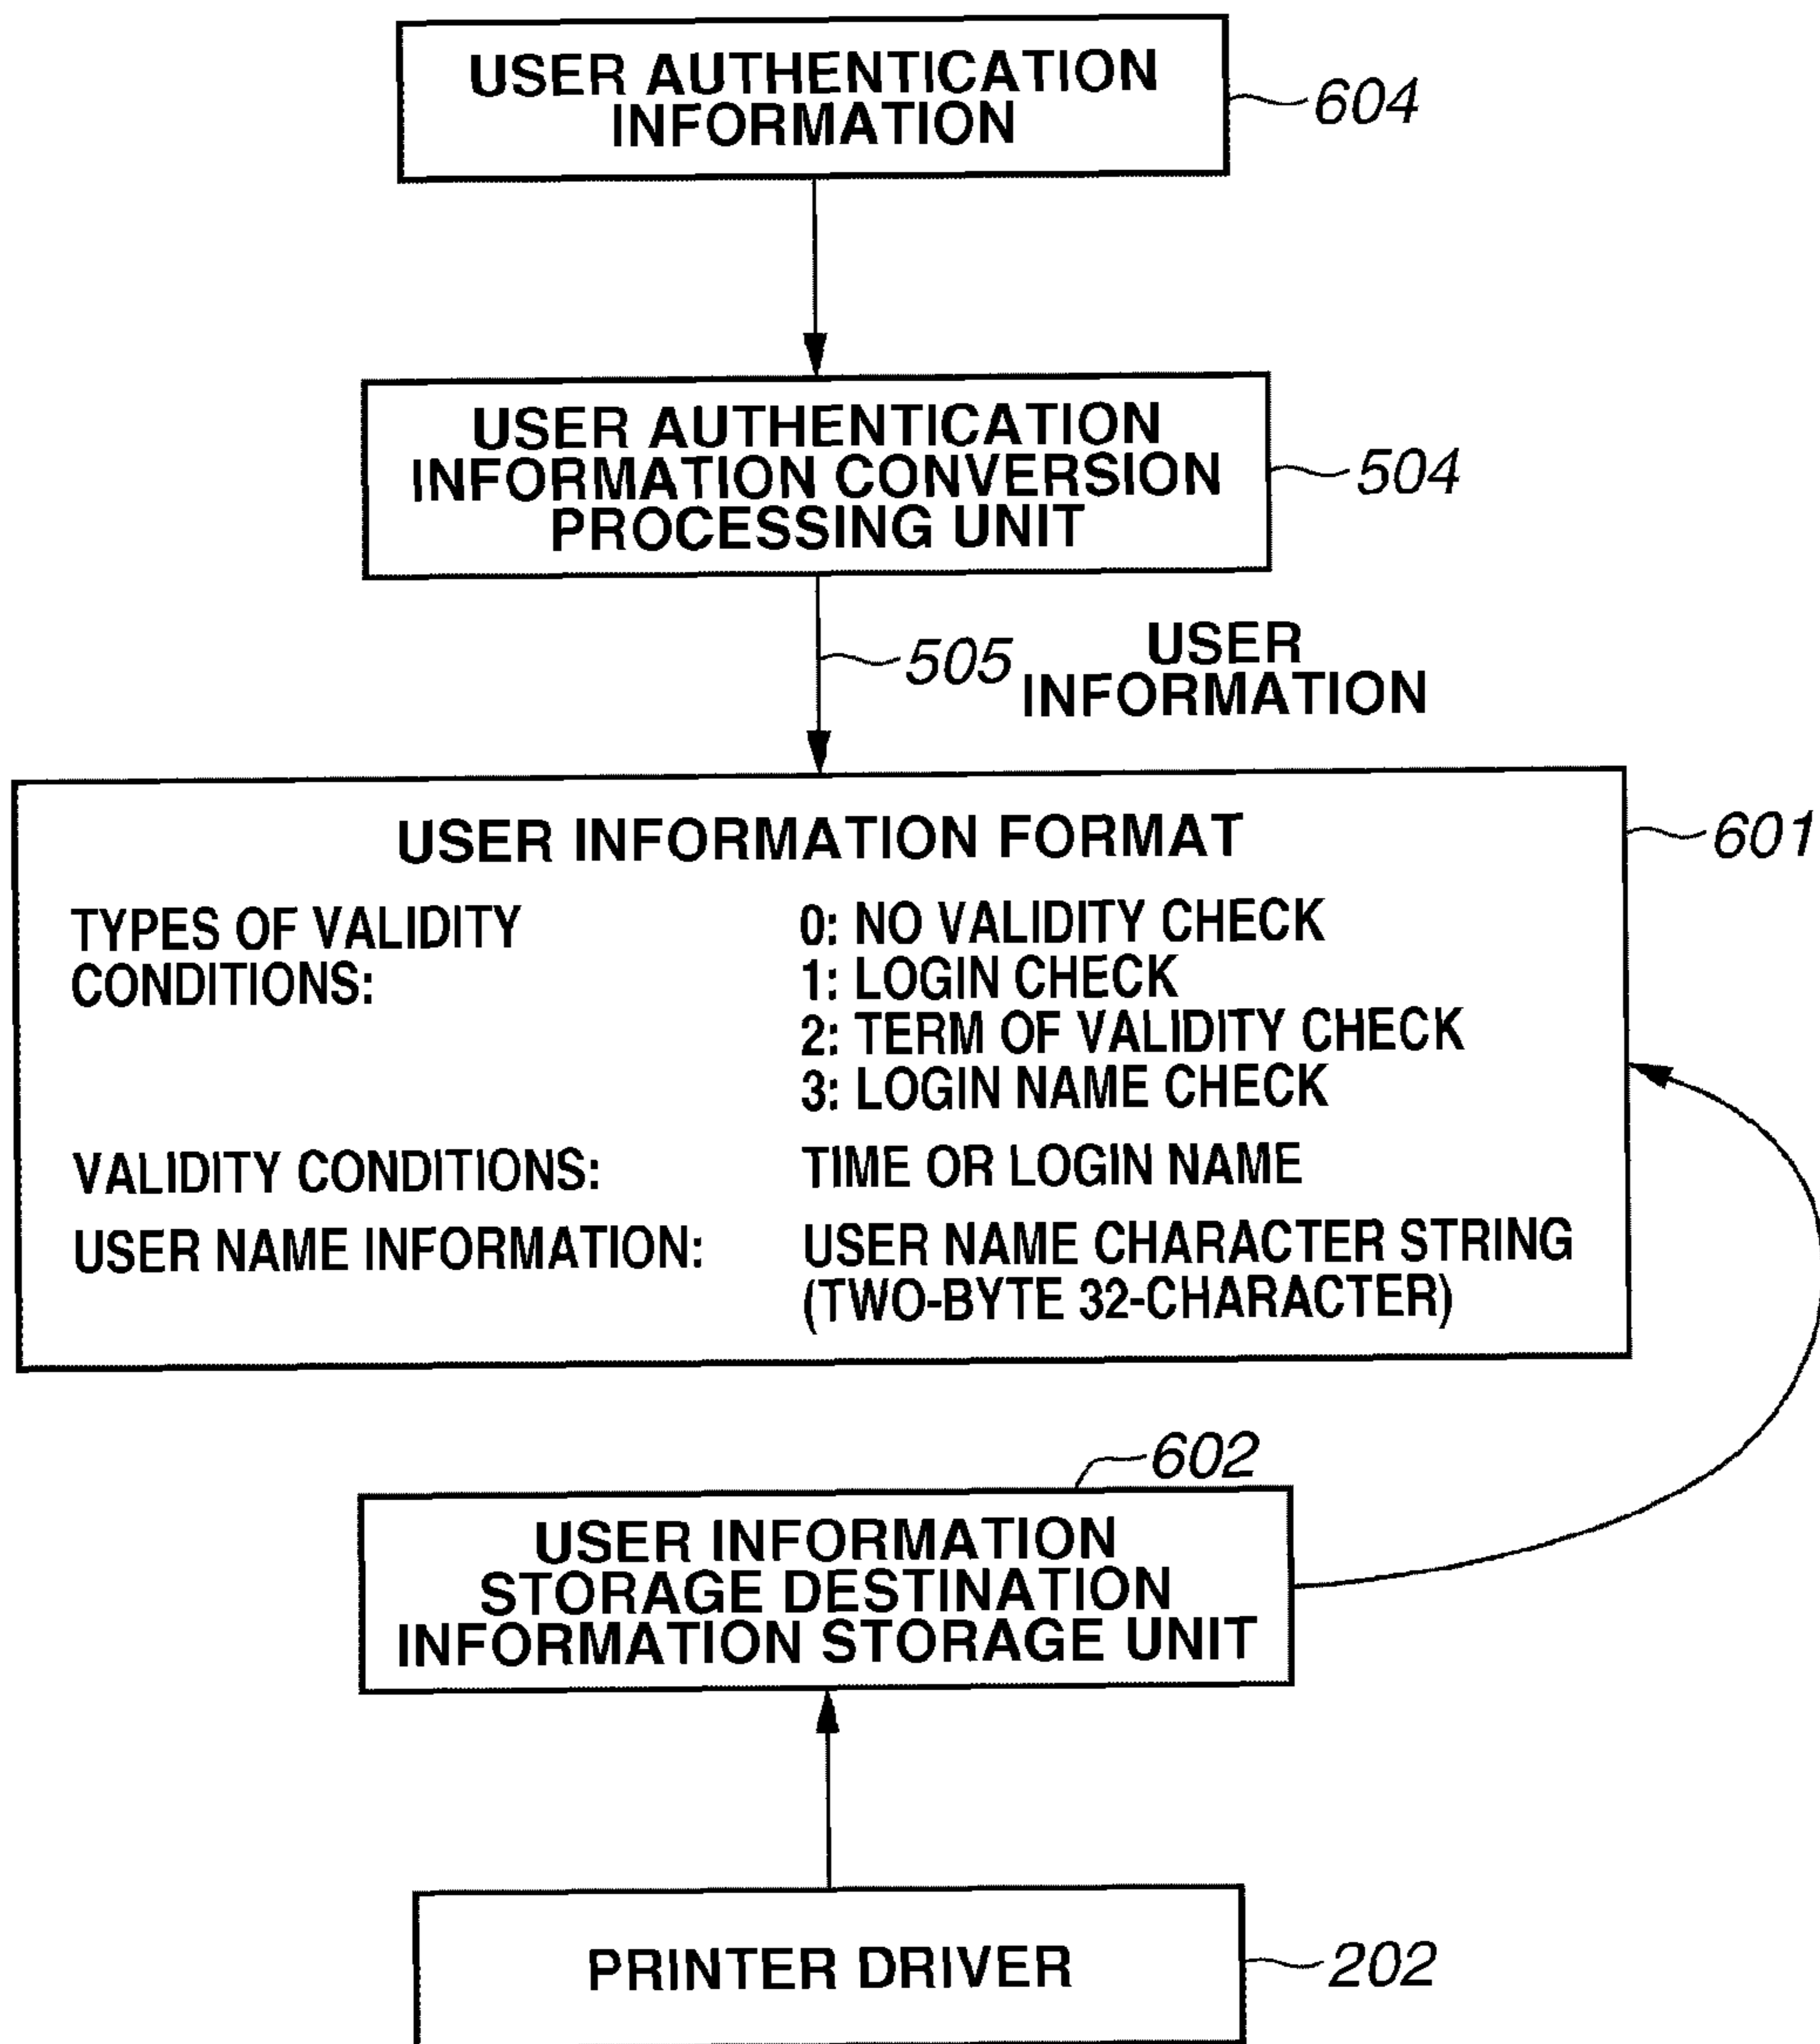 USER AUTHENTICATION
INFORMATION
604
USER AUTHENTICATION
INFORMATION CONVERSION
PROCESSING UNIT
504
505
USER
INFORMATION
USER INFORMATION FORMAT
601
TYPES OF VALIDITY
CONDITIONS:
0: NO VALIDITY CHECK
1: LOGIN CHECK
2: TERM OF VALIDITY CHECK
3: LOGIN NAME CHECK
VALIDITY CONDITIONS:
TIME OR LOGIN NAME
USER NAME INFORMATION:
USER NAME CHARACTER STRING
(TWO-BYTE 32-CHARACTER)
602
USER INFORMATION
STORAGE DESTINATION
INFORMATION STORAGE UNIT
PRINTER DRIVER
202